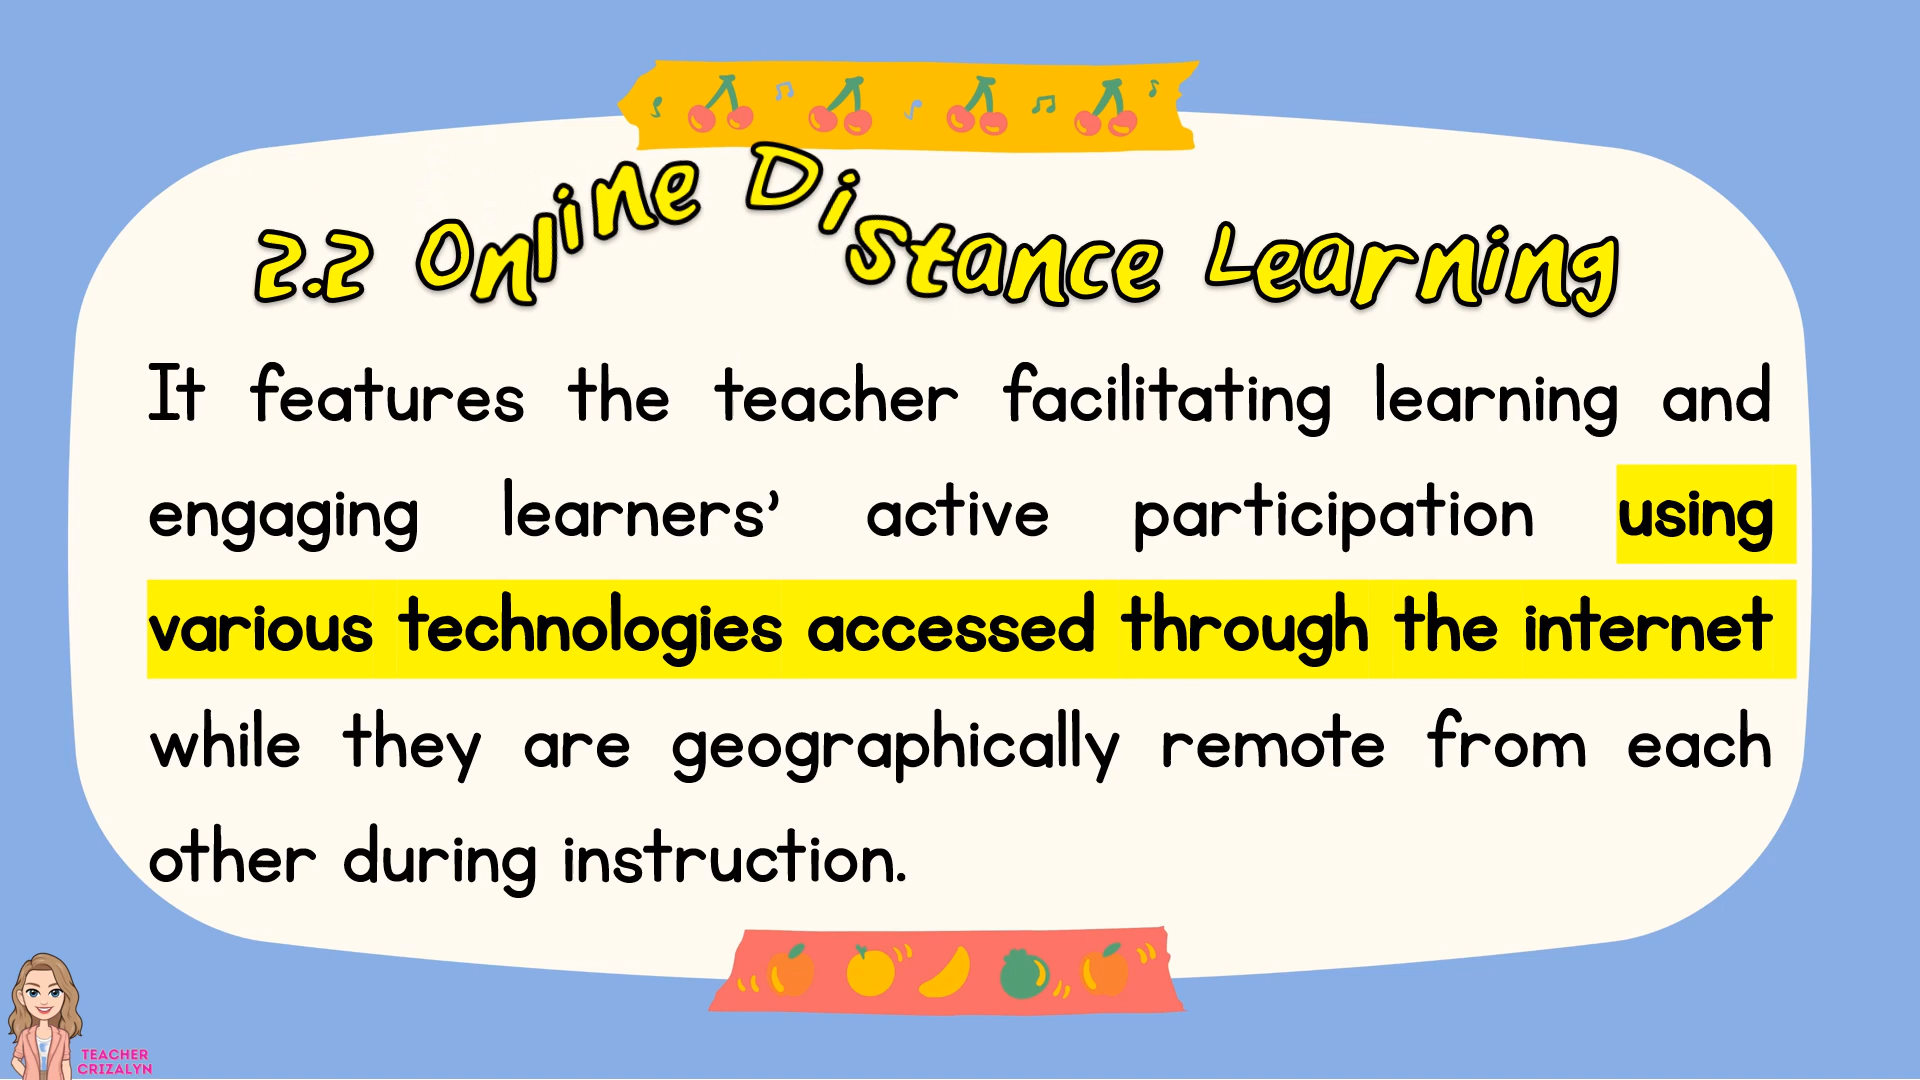 2.2 Online Distance Learning
It features the teacher facilitating learning and
engaging learners’ active participation using
various technologies accessed through the internet
while they are geographically remote from each
other during instruction.
TEACHER
CRIZALYN